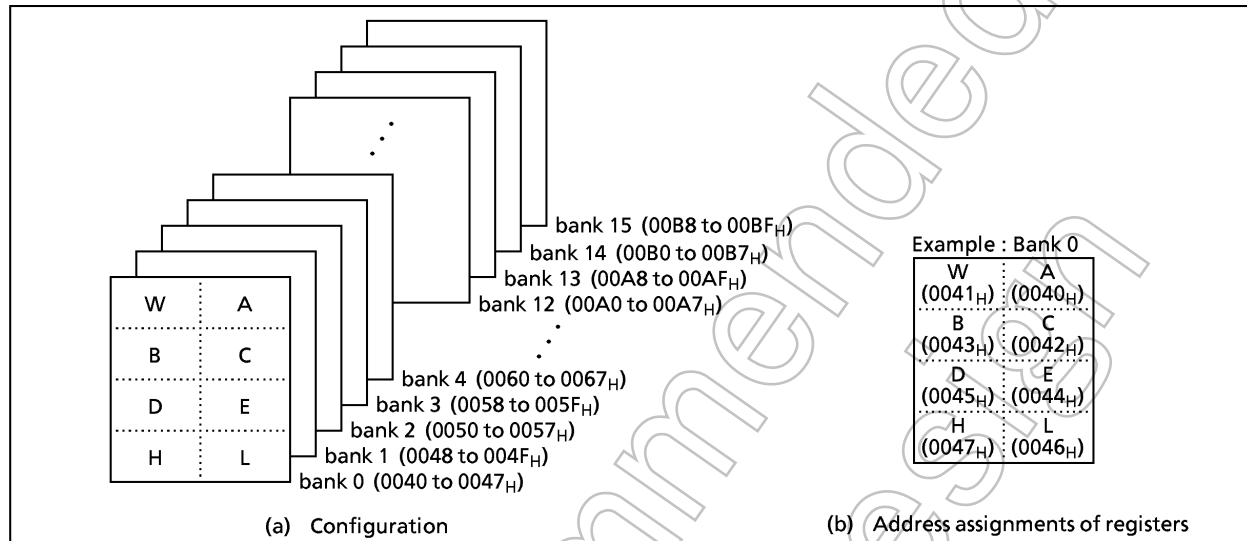 bank 15 (00B8 to 00BFH)
bank 14 (00B0 to 00B7H)
bank 13 (00A8 to 00AFH)
bank 12 (00A0 to 00A7H)
bank 4 (0060 to 0067H)
bank 3 (0058 to 005FH)
bank 2 (0050 to 0057H)
bank 1 (0048 to 004FH)
bank 0 (0040 to 0047H)
W A
B C
D E
H L
(a) Configuration
Example : Bank 0
W A
(0041H) (0040H)
B C
(0043H) (0042H)
D E
(0045H) (0044H)
H L
(0047H) (0046H)
(b) Address assignments of registers
mmended
esign